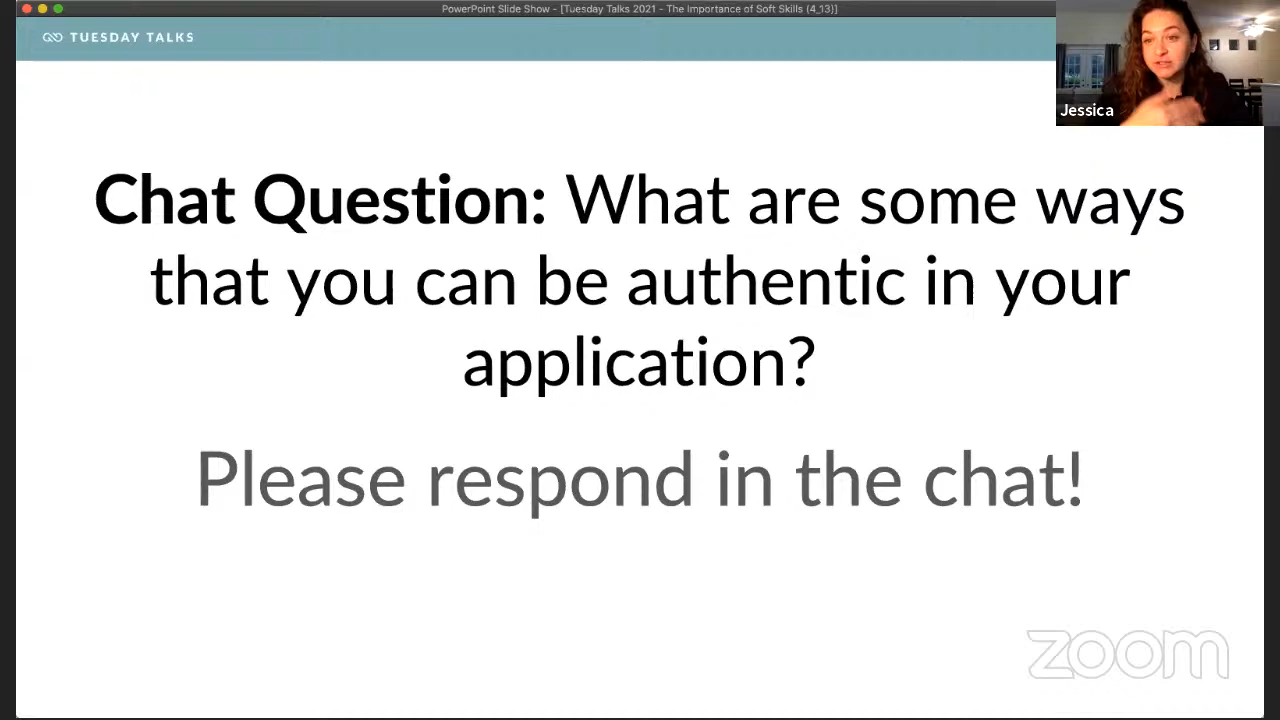 PowerPoint Slide Show - [Tuesday Talks 2021 - The Importance of Soft Skills (4_13)]
TUESDAY TALKS
Jessica
Chat Question: What are some ways
that you can be authentic in your
application?
Please respond in the chat!
zoom